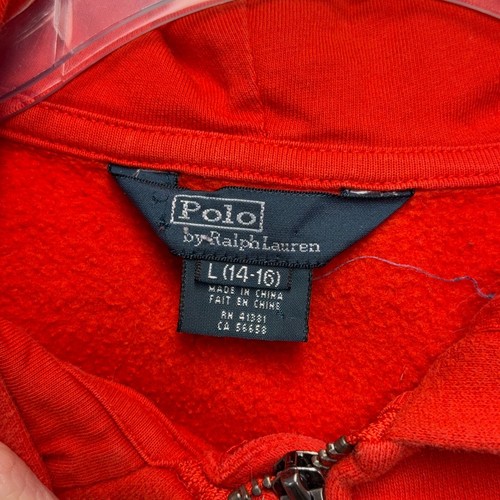 Polo
by Ralph Lauren
L (14-16)
MADE IN CHINA
FAIT EN CHINE
RN 41381
CA 56658